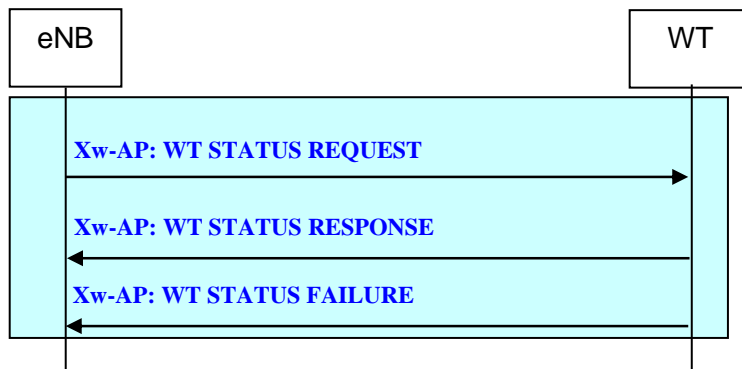 eNB
WT
Xw-AP: WT STATUS REQUEST
Xw-AP: WT STATUS RESPONSE
Xw-AP: WT STATUS FAILURE